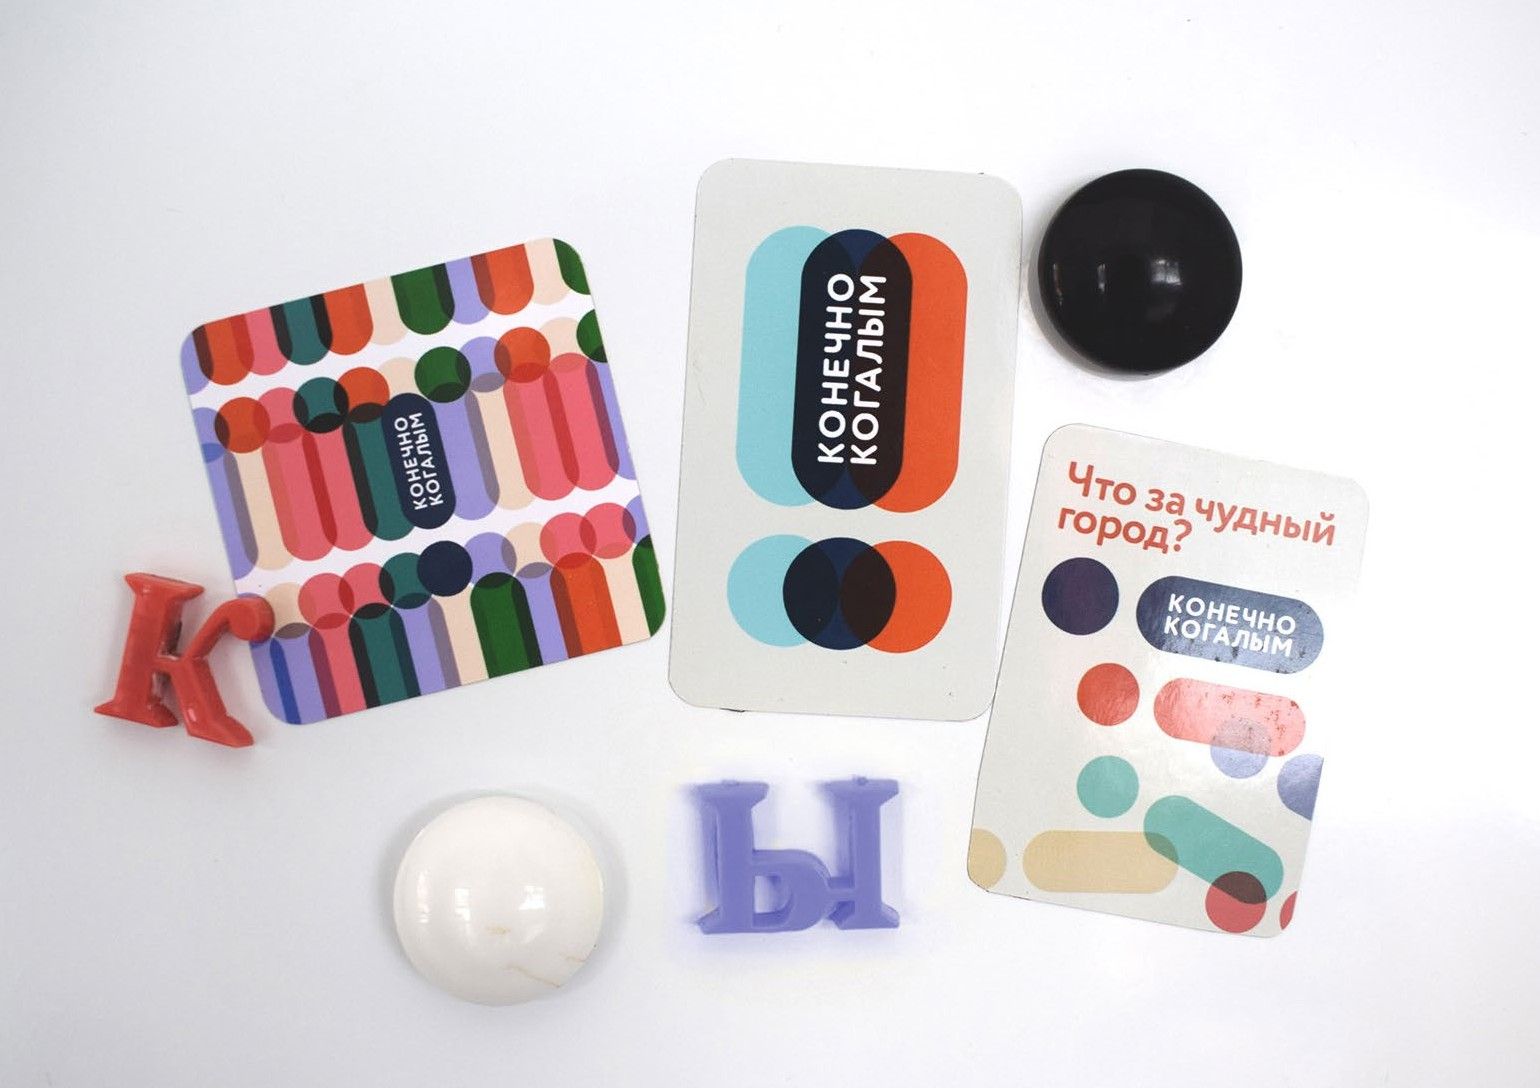 КОНЕЧНО
КОГАЛЫМ
КОНЕЧНО
КОГАЛЫМ
Что за чудный
город?
КОНЕЧНО
КОГАЛЫМ
К
Ы